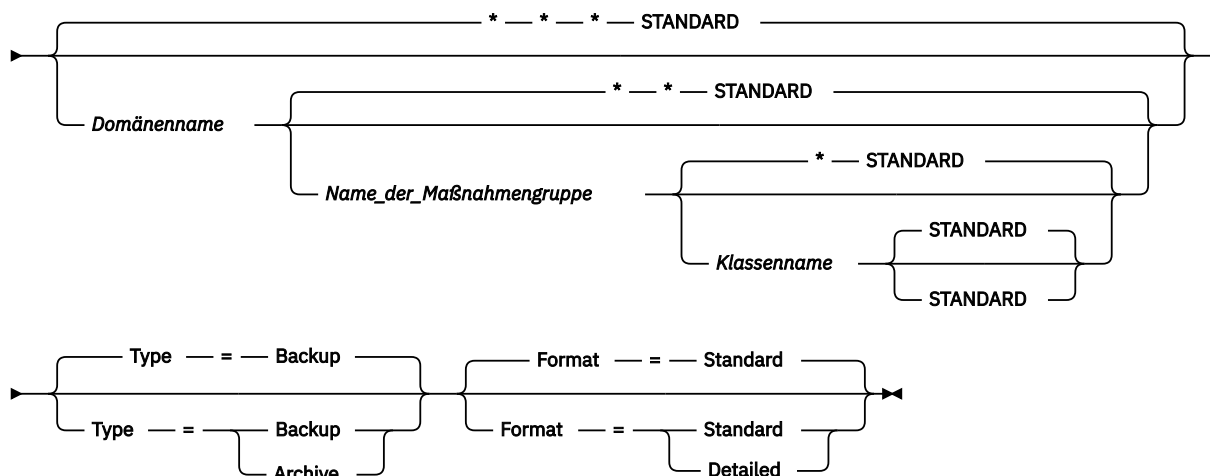 * * * STANDARD
* * STANDARD
Domänenname
* STANDARD
Name_der_Maßnahmengruppe
STANDARD
Klassenname
STANDARD
Type = Backup Format = Standard
Type = Backup Format = Standard
Archive Detailed